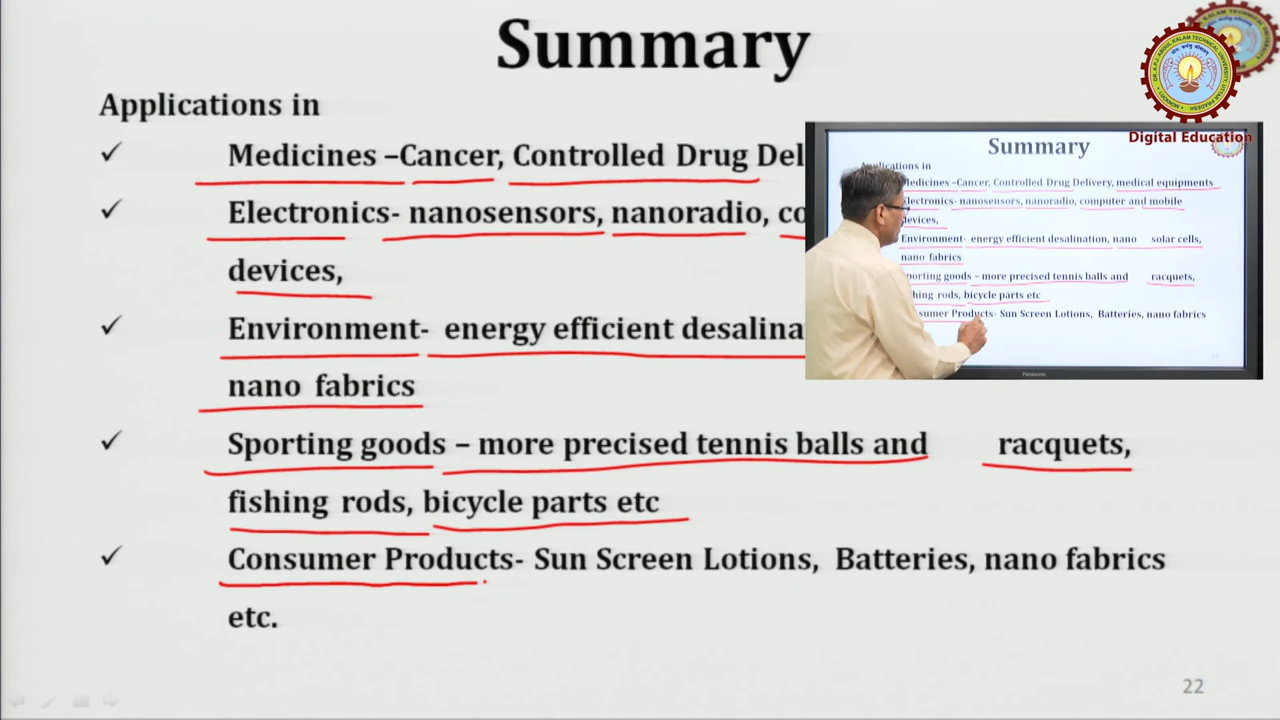 Summary
Applications in
✓ Medicines –Cancer, Controlled Drug Del
✓ Electronics- nanosensors, nanoradio, co
devices,
✓ Environment- energy efficient desalina
nano fabrics
✓ Sporting goods – more precised tennis balls and racquets,
fishing rods, bicycle parts etc
✓ Consumer Products- Sun Screen Lotions, Batteries, nano fabrics
etc.
22
Digital Education
Summary
Applications in
Medicines –Cancer, Controlled Drug Delivery, medical equipments
lectronics- nanosensors, nanoradio, computer and mobile
devices,
Environment- energy efficient desalination, nano solar cells,
nano fabrics
porting goods – more precised tennis balls and racquets,
hing rods, bicycle parts etc
sumer Products- Sun Screen Lotions, Batteries, nano fabrics
Panasonic